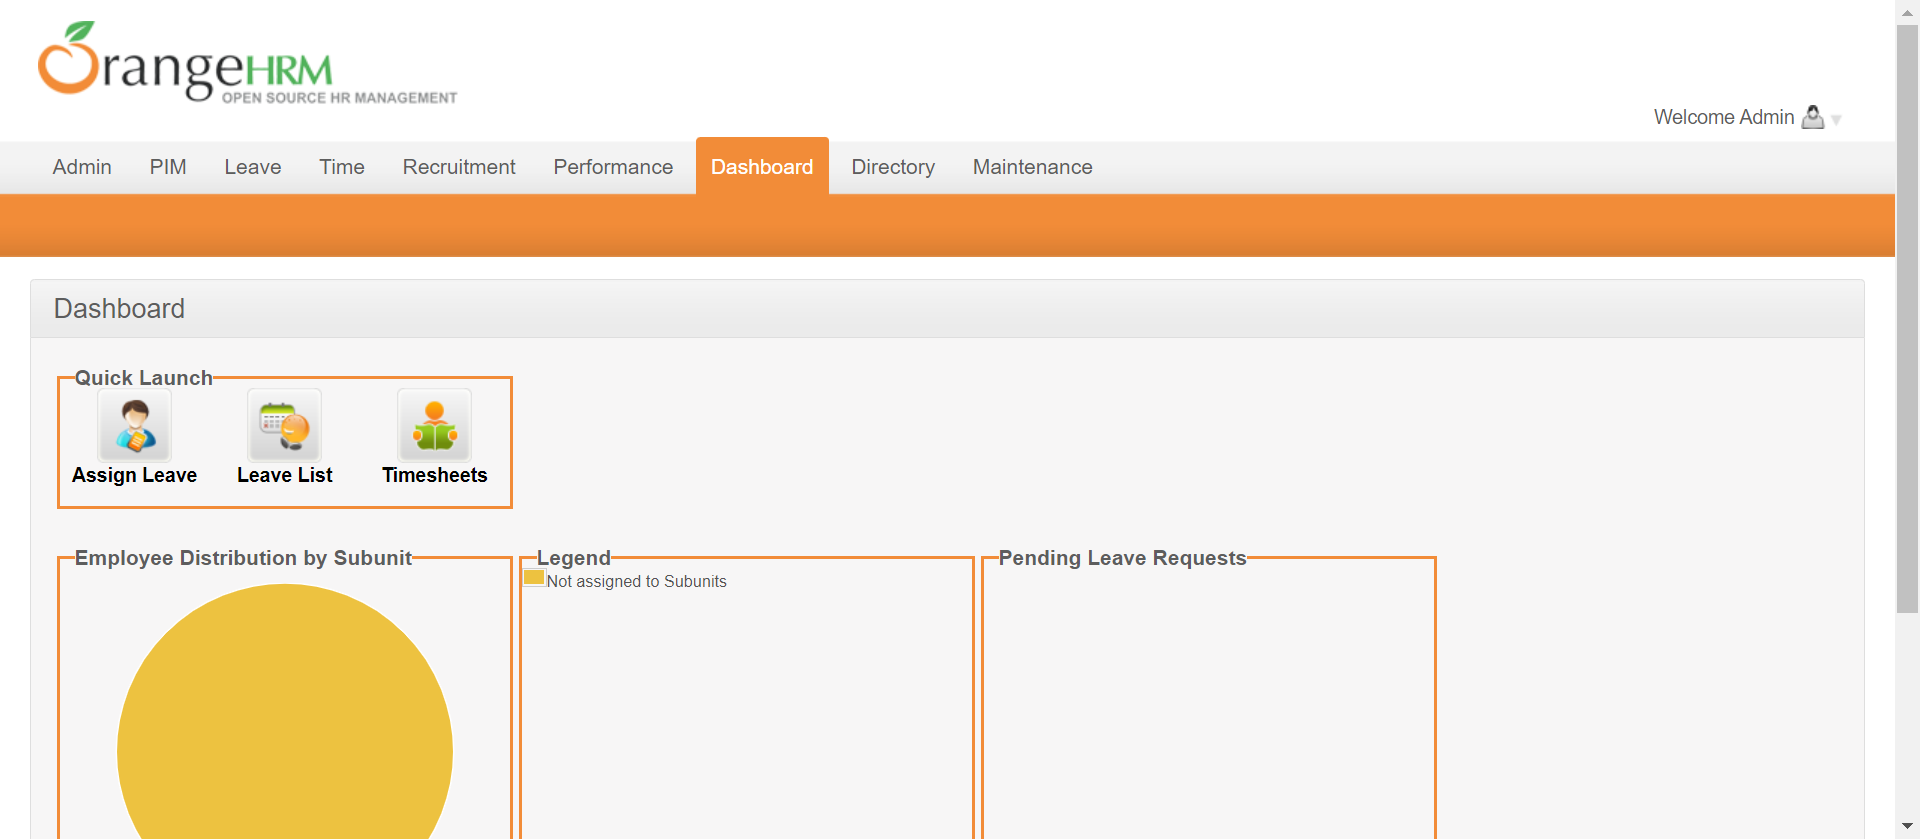 OrangeHRM
OPEN SOURCE HR MANAGEMENT
Welcome Admin
Admin PIM Leave Time Recruitment Performance Dashboard Directory Maintenance
Dashboard
Quick Launch
Assign Leave Leave List Timesheets
Employee Distribution by Subunit
Legend
Not assigned to Subunits
Pending Leave Requests